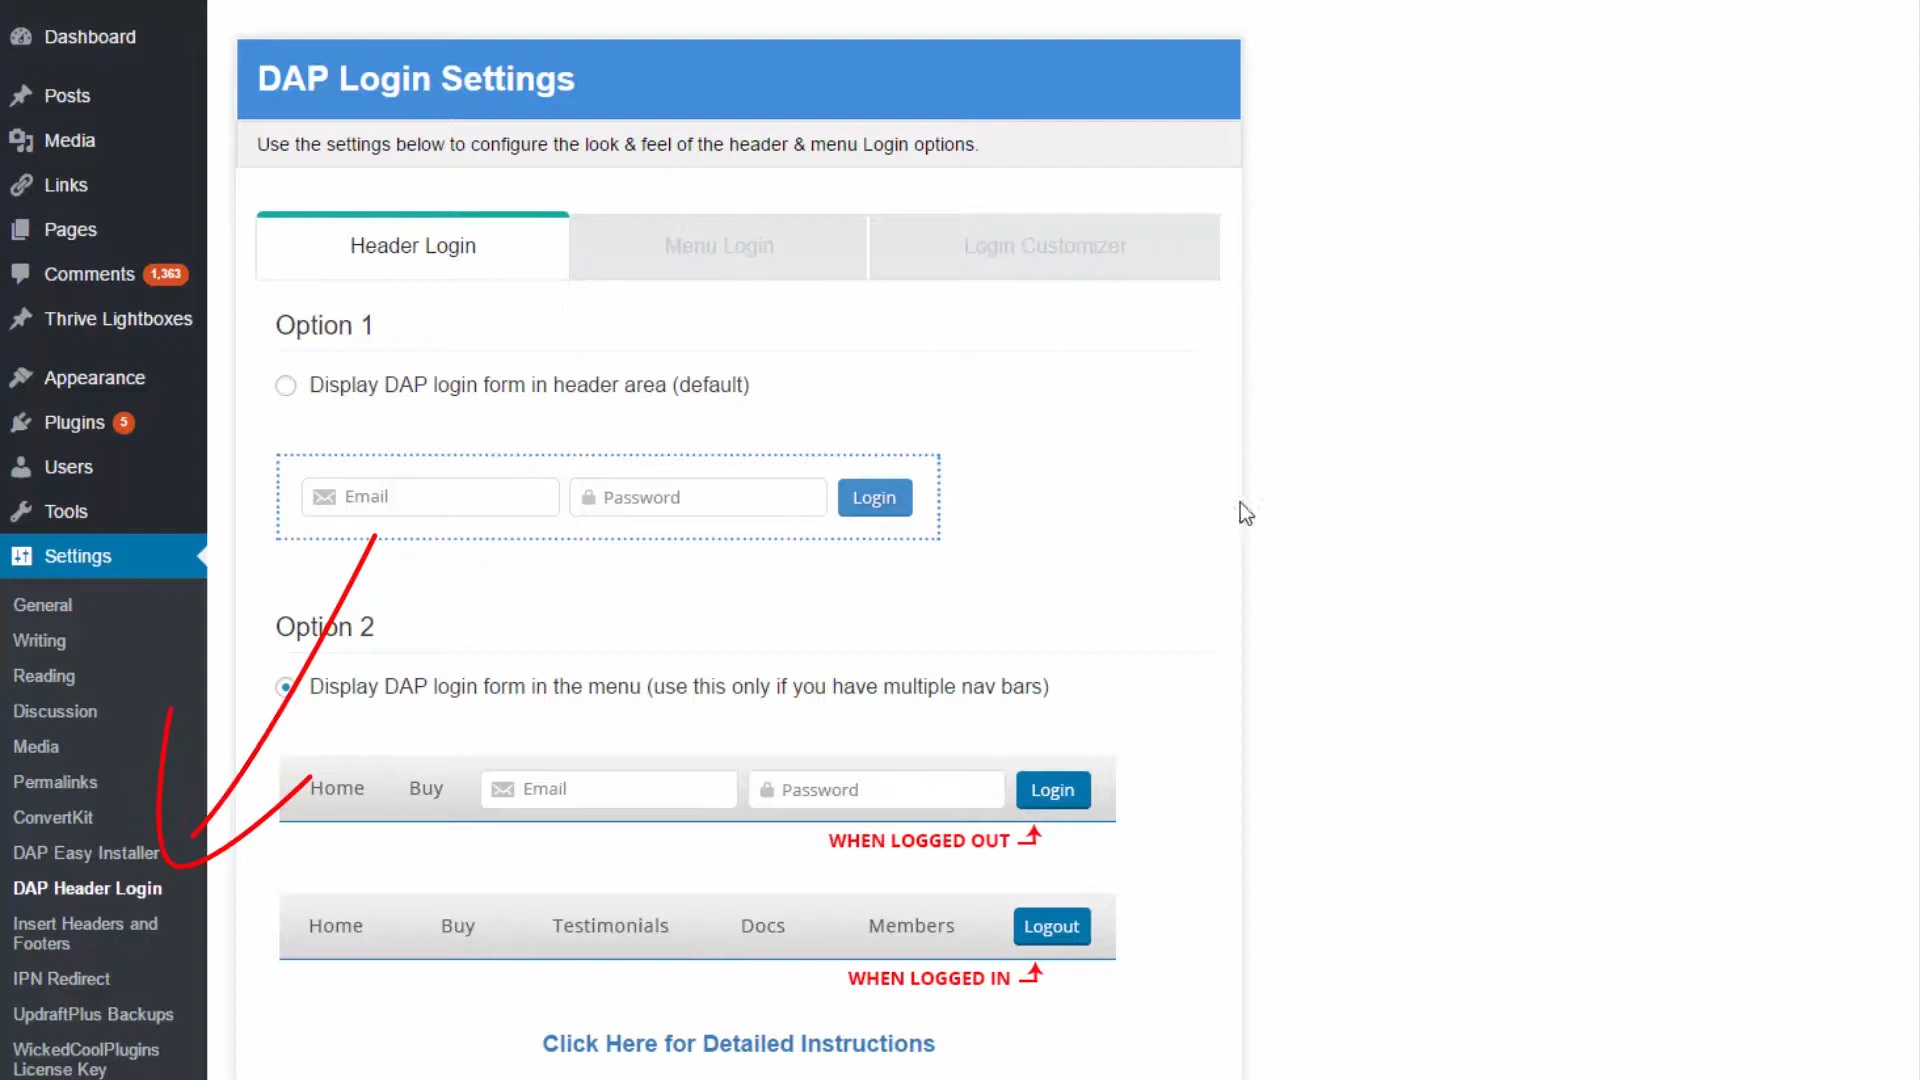 Dashboard
Posts
Media
Links
Pages
Comments 1,363
Thrive Lightboxes
Appearance
Plugins 5
Users
Tools
Settings
General
Writing
Reading
Discussion
Media
Permalinks
ConvertKit
DAP Easy Installer
DAP Header Login
Insert Headers and
Footers
IPN Redirect
UpdraftPlus Backups
WickedCoolPlugins
License Key
DAP Login Settings
Use the settings below to configure the look & feel of the header & menu Login options.
Header Login Menu Login Login Customizer
Option 1
Display DAP login form in header area (default)
Email Password Login
Option 2
Display DAP login form in the menu (use this only if you have multiple nav bars)
Home Buy Email Password Login
WHEN LOGGED OUT
Home Buy Testimonials Docs Members Logout
WHEN LOGGED IN
Click Here for Detailed Instructions